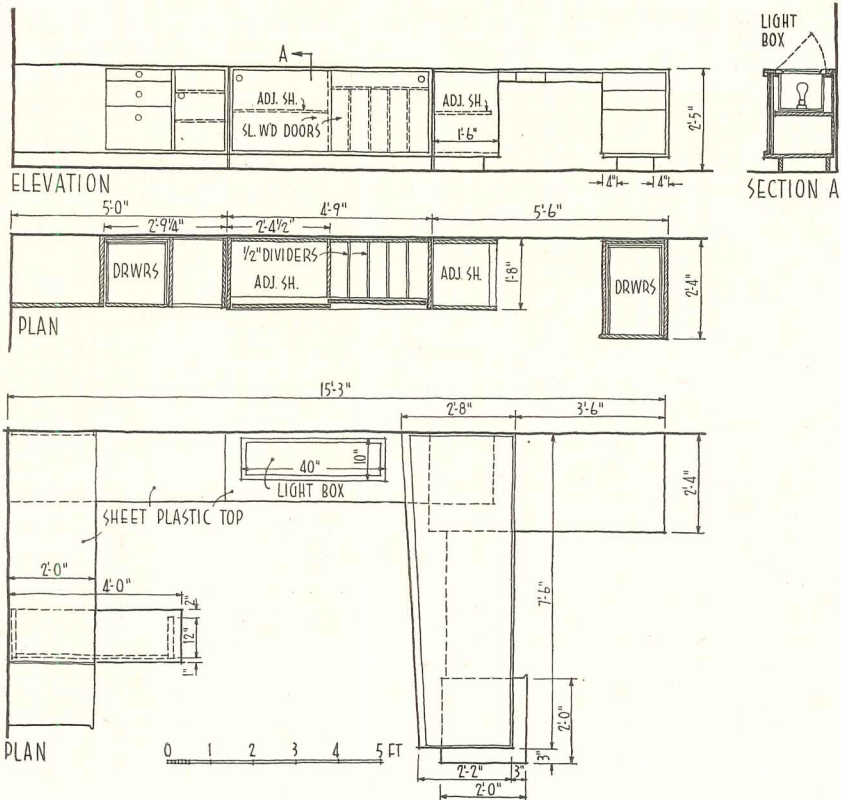 LIGHT
BOX
A
ADJ. SH.
ADJ. SH.
SL. W'D DOORS
1'-6"
2'-5"
4"
4"
ELEVATION
SECTION A
5'-0"
4'-9"
5'-6"
2'-9 1/4"
2'-4 1/2"
1/2" DIVIDERS
DRWRS
ADJ. SH.
ADJ. SH.
1'-8"
DRWRS
2'-4"
PLAN
15'-3"
2'-8"
3'-6"
40"
10"
LIGHT BOX
2'-4"
SHEET PLASTIC TOP
2'-0"
4'-0"
2"
12"
1"
7'-6"
2'-0"
3"
PLAN
0 1 2 3 4 5 FT
2'-2"
3"
2'-0"